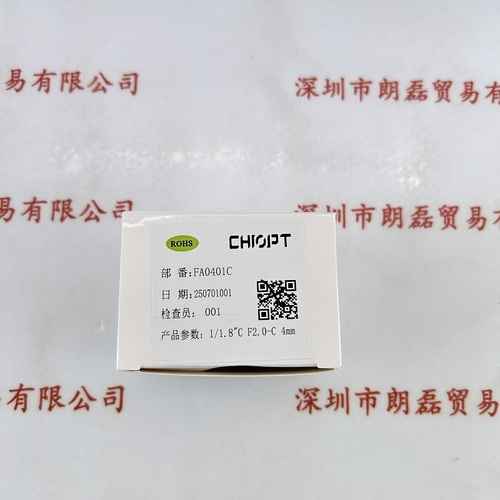 贸易有限公司 深圳市朗磊贸易有
易有限公司 深圳市朗磊贸易有
ROHS CHIOPT
部 番:FA0401C
日 期:250701001
检查员: 001
产品参数: 1/1.8"C F2.0-C 4mm
易有限公司 深圳市朗磊贸易